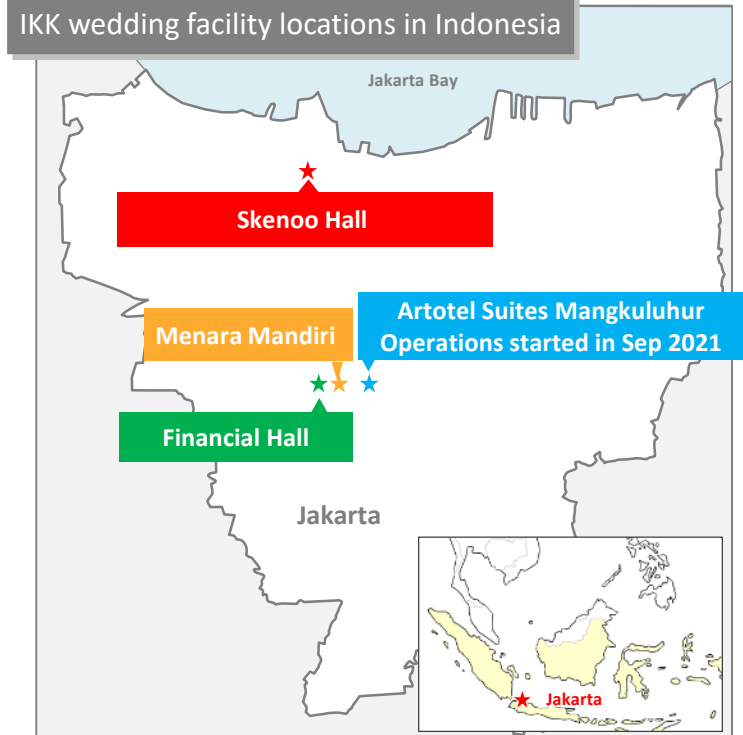 IKK wedding facility locations in Indonesia
Jakarta Bay
Skenoo Hall
Menara Mandiri
Artotel Suites Mangkuluhur
Operations started in Sep 2021
Financial Hall
Jakarta
Jakarta